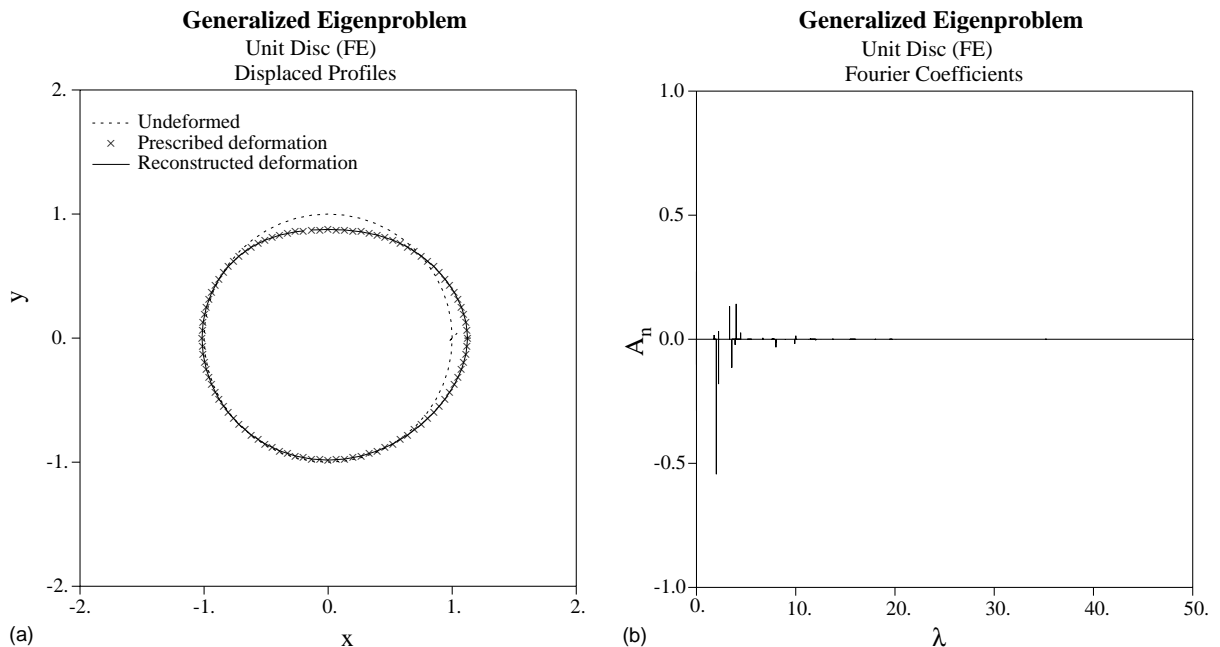 Generalized Eigenproblem
Unit Disc (FE)
Displaced Profiles
2.
1.
0.
-1.
-2.
y
Undeformed
Prescribed deformation
Reconstructed deformation
-2.
-1.
0.
1.
2.
x
(a)
Generalized Eigenproblem
Unit Disc (FE)
Fourier Coefficients
1.0
0.5
0.0
-0.5
-1.0
An
0.
10.
20.
30.
40.
50.
λ
(b)